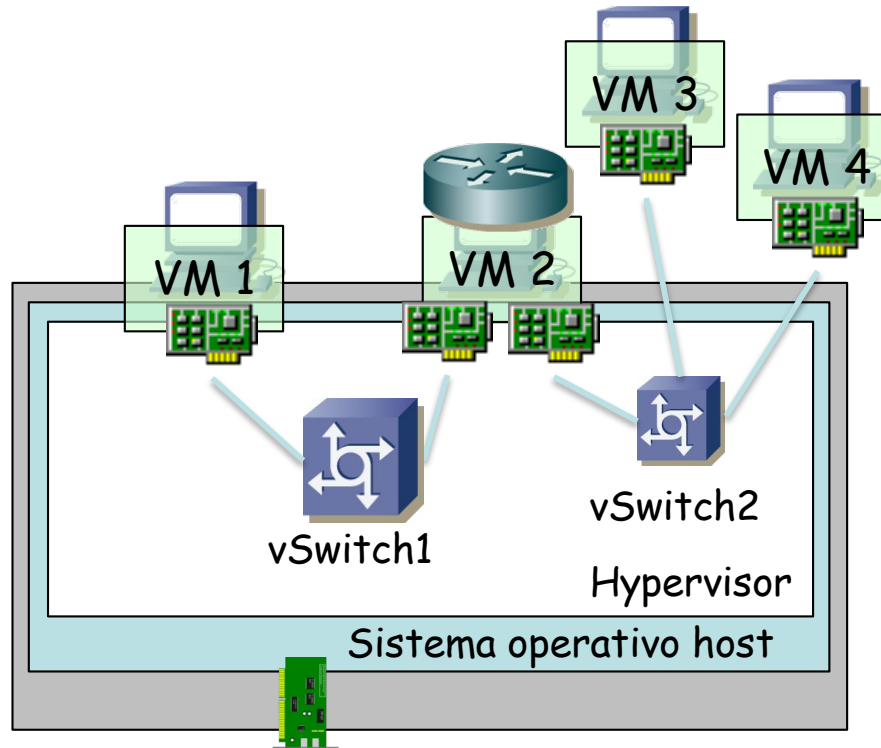 VM 3
VM 4
VM 1
VM 2
vSwitch2
vSwitch1
Hypervisor
Sistema operativo host